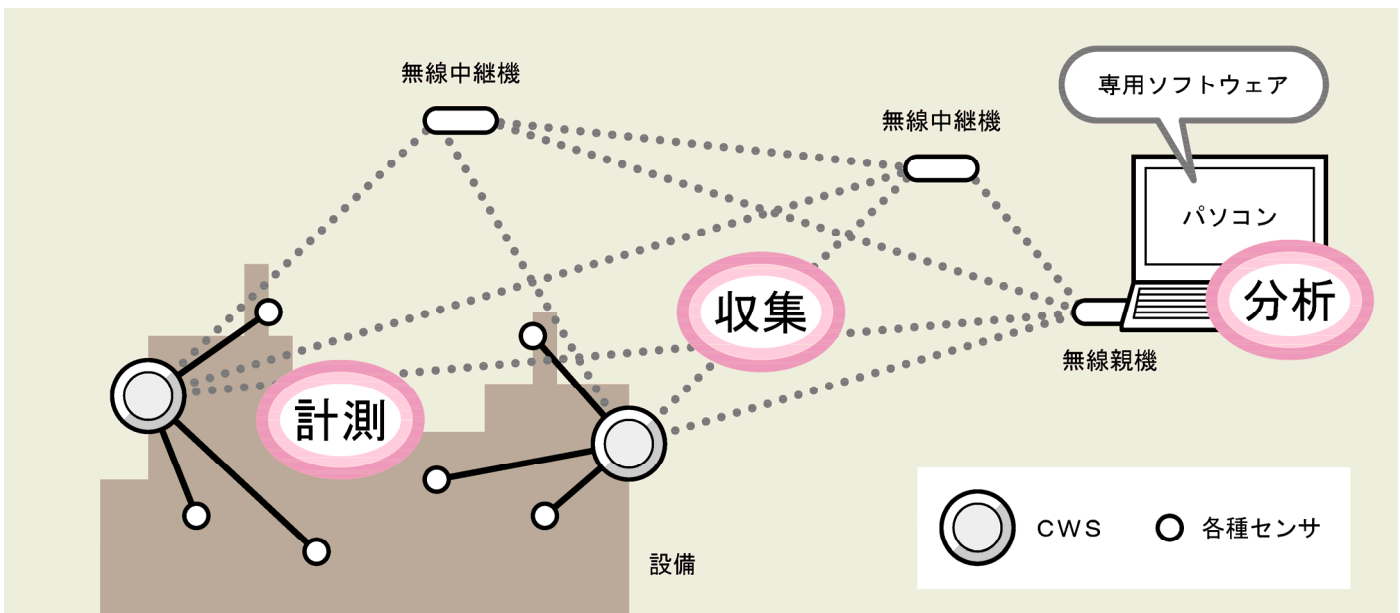 無線中継機
無線中継機
専用ソフトウェア
パソコン
分析
収集
無線親機
計測
設備
CWS
各種センサ